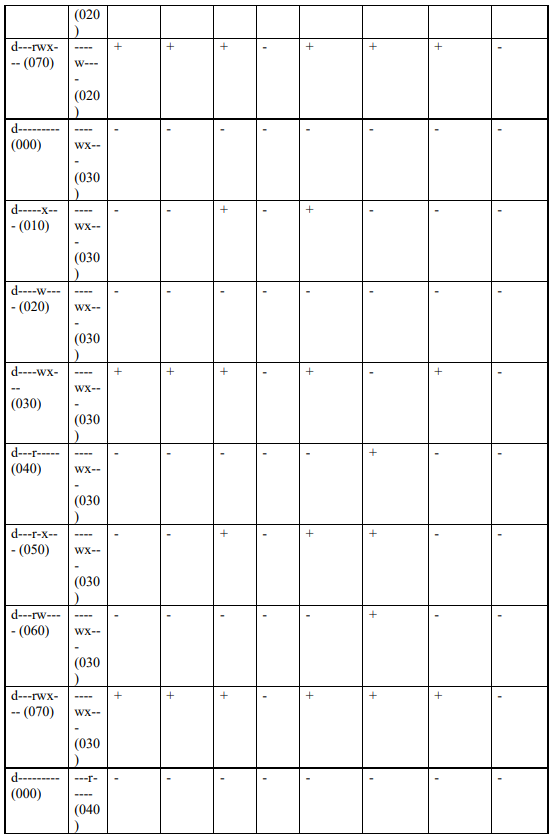 (020
)
d---rwx- ---- + + + - + + + -
-- (070) w---
-
(020
)
d--------- ---- - - - - - - - -
(000) wx--
-
(030
)
d-----x-- ---- - - + - + - - -
- (010) wx--
-
(030
)
d----w--- ---- - - - - - - - -
- (020) wx--
-
(030
)
d----wx- ---- + + + - + - + -
-- wx--
(030) -
(030
)
d---r----- ---- - - - - - + - -
(040) wx--
-
(030
)
d---r-x-- ---- - - + - + + - -
- (050) wx--
-
(030
)
d---rw--- ---- - - - - - + - -
- (060) wx--
-
(030
)
d---rwx- ---- + + + - + + + -
-- (070) wx--
-
(030
)
d--------- ---r- - - - - - - - -
(000) ----
(040
)